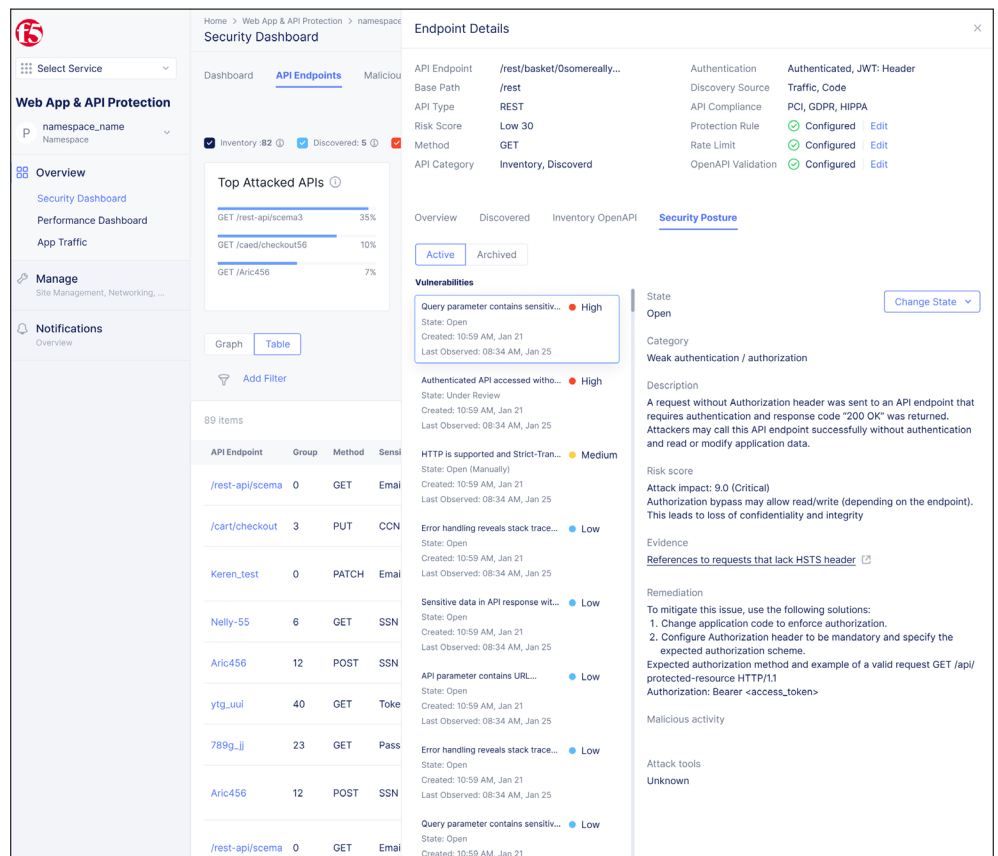 f5
Select Service
Web App & API Protection
P
namespace_name
Namespace
Overview
Security Dashboard
Performance Dashboard
App Traffic
Manage
Site Management, Networking, ...
Notifications
Overview
Home > Web App & API Protection > namespace
Security Dashboard
Dashboard
API Endpoints
Maliciou
Inventory :82
Discovered: 5
Top Attacked APIs
GET /rest-api/scema3 35%
GET /caed/checkout56 10%
GET /Aric456 7%
Graph
Table
Add Filter
89 items
API Endpoint Group Method Sensi
/rest-api/scema 0 GET Emai
/cart/checkout 3 PUT CCN
Keren_test 0 PATCH Emai
Nelly-55 6 GET SSN
Aric456 12 POST SSN
ytg_uui 40 GET Toke
789g_jj 23 GET Pass
Aric456 12 POST SSN
/rest-api/scema 0 GET Emai
Endpoint Details
API Endpoint /rest/basket/0somereally...
Base Path /rest
API Type REST
Risk Score Low 30
Method GET
API Category Inventory, Discoverd
Authentication Authenticated, JWT: Header
Discovery Source Traffic, Code
API Compliance PCI, GDPR, HIPPA
Protection Rule Configured Edit
Rate Limit Configured Edit
OpenAPI Validation Configured Edit
Overview
Discovered
Inventory OpenAPI
Security Posture
Active
Archived
Vulnerabilities
Query parameter contains sensitiv... High
State: Open
Created: 10:59 AM, Jan 21
Last Observed: 08:34 AM, Jan 25
Authenticated API accessed witho... High
State: Under Review
Created: 10:59 AM, Jan 21
Last Observed: 08:34 AM, Jan 25
HTTP is supported and Strict-Tran... Medium
State: Open (Manually)
Created: 10:59 AM, Jan 21
Last Observed: 08:34 AM, Jan 25
Error handling reveals stack trace... Low
State: Open
Created: 10:59 AM, Jan 21
Last Observed: 08:34 AM, Jan 25
Sensitive data in API response wit... Low
State: Open
Created: 10:59 AM, Jan 21
Last Observed: 08:34 AM, Jan 25
API parameter contains URL... Low
State: Open
Created: 10:59 AM, Jan 21
Last Observed: 08:34 AM, Jan 25
Error handling reveals stack trace... Low
State: Open
Created: 10:59 AM, Jan 21
Last Observed: 08:34 AM, Jan 25
Query parameter contains sensitiv... Low
State: Open
Created: 10:59 AM, Jan 21
State
Open
Change State
Category
Weak authentication / authorization
Description
A request without Authorization header was sent to an API endpoint that
requires authentication and response code “200 OK” was returned.
Attackers may call this API endpoint successfully without authentication
and read or modify application data.
Risk score
Attack impact: 9.0 (Critical)
Authorization bypass may allow read/write (depending on the endpoint).
This leads to loss of confidentiality and integrity
Evidence
References to requests that lack HSTS header
Remediation
To mitigate this issue, use the following solutions:
1. Change application code to enforce authorization.
2. Configure Authorization header to be mandatory and specify the
expected authorization scheme.
Expected authorization method and example of a valid request GET /api/
protected-resource HTTP/1.1
Authorization: Bearer <access_token>
Malicious activity
Attack tools
Unknown